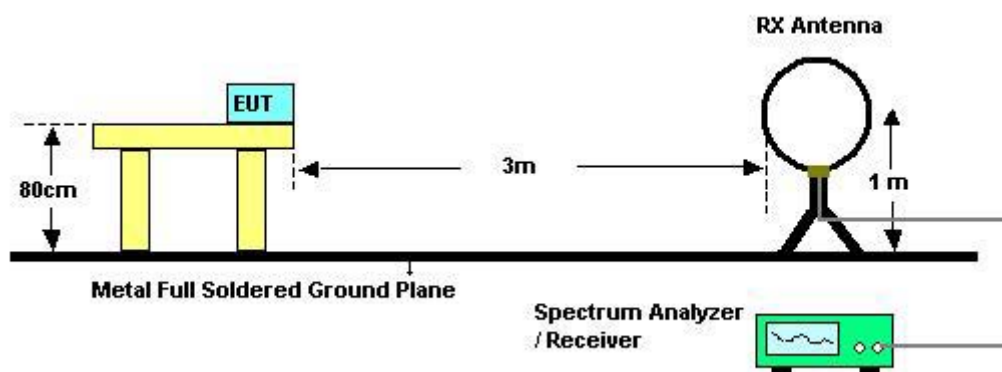 RX Antenna
EUT
3m
80cm
1 m
Metal Full Soldered Ground Plane
Spectrum Analyzer
/ Receiver